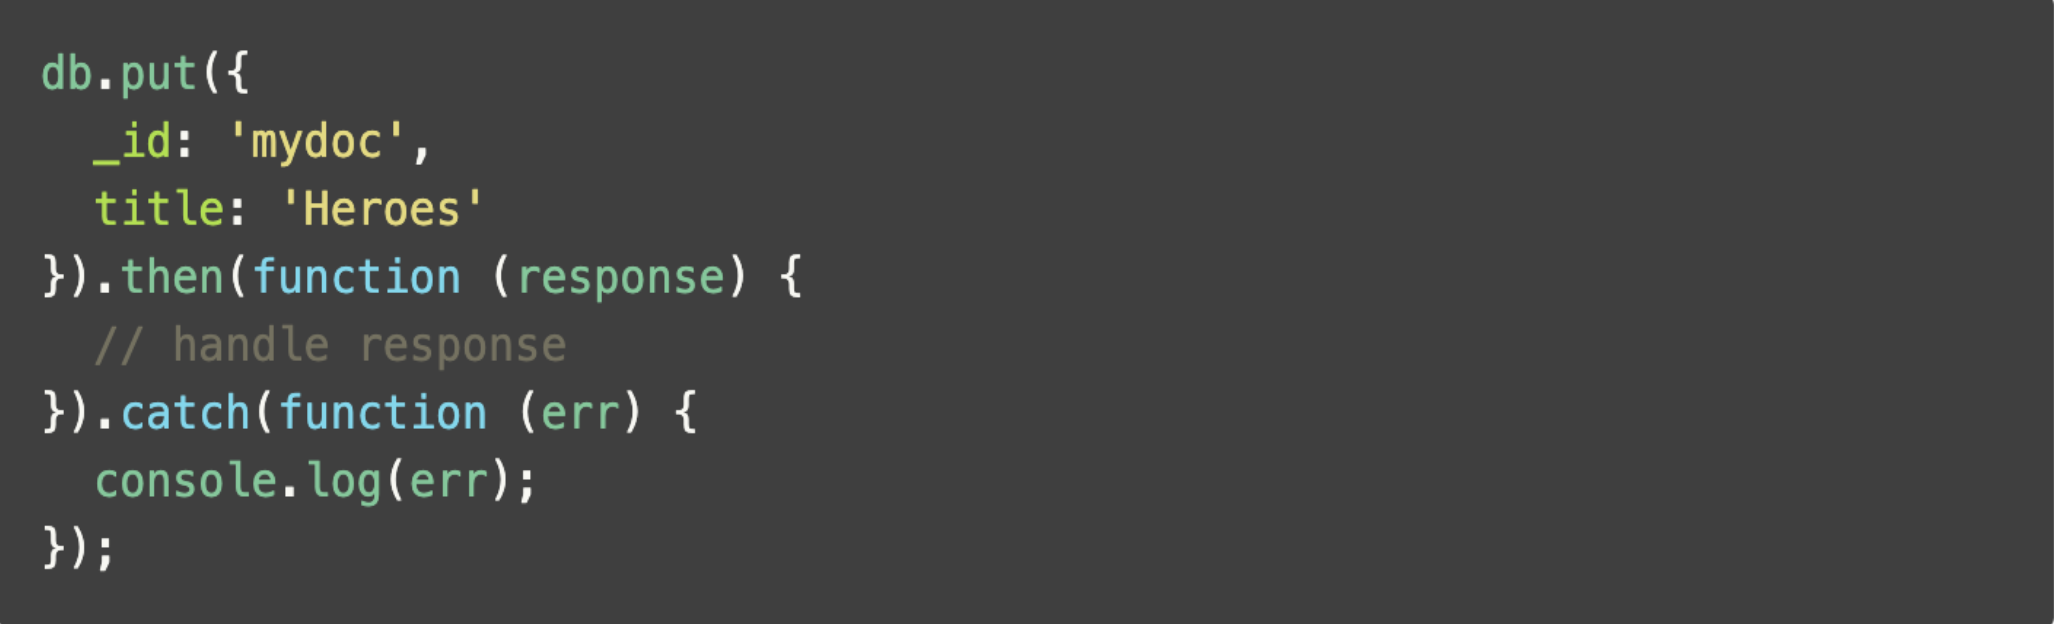 db.put({
  _id: 'mydoc',
  title: 'Heroes'
}).then(function (response) {
  // handle response
}).catch(function (err) {
  console.log(err);
});